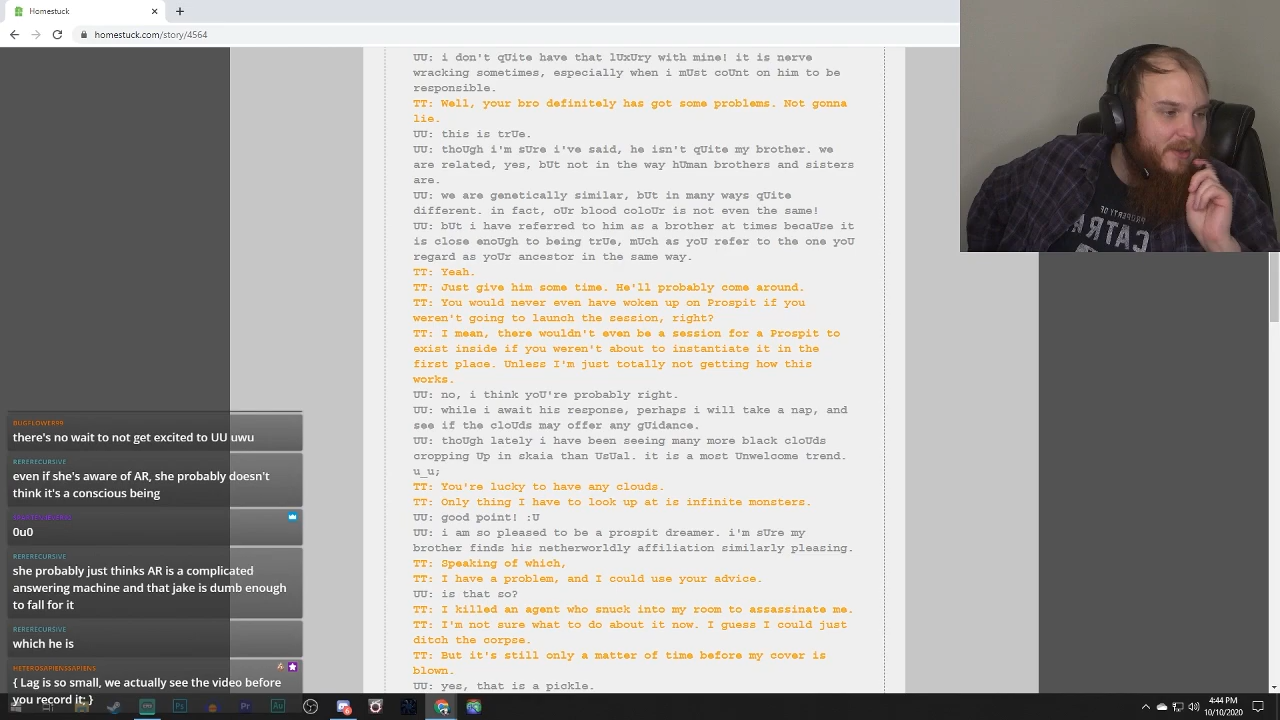 Homestuck
homestuck.com/story/4564
UU: i don't qUite have that lUxUry with mine! it is nerve
wracking sometimes, especially when i mUst coUnt on him to be
responsible.
TT: Well, your bro definitely has got some problems. Not gonna
lie.
UU: this is trUe.
UU: thoUgh i'm sUre i've said, he isn't qUite my brother. we
are related, yes, bUt not in the way hUman brothers and sisters
are.
UU: we are genetically similar, bUt in many ways qUite
different. in fact, oUr blood coloUr is not even the same!
UU: bUt i have referred to him as a brother at times becaUse it
is close enoUgh to being trUe, mUch as yoU refer to the one yoU
regard as yoUr ancestor in the same way.
TT: Yeah.
TT: Just give him some time. He'll probably come around.
TT: You would never even have woken up on Prospit if you
weren't going to launch the session, right?
TT: I mean, there wouldn't even be a session for a Prospit to
exist inside if you weren't about to instantiate it in the
first place. Unless I'm just totally not getting how this
works.
UU: no, i think yoU're probably right.
UU: while i await his response, perhaps i will take a nap, and
see if the cloUds may offer any gUidance.
UU: thoUgh lately i have been seeing many more black cloUds
cropping Up in skaia than UsUal. it is a most Unwelcome trend.
u_u;
TT: You're lucky to have any clouds.
TT: Only thing I have to look up at is infinite monsters.
UU: good point! :U
UU: i am so pleased to be a prospit dreamer. i'm sUre my
brother finds his netherworldly affiliation similarly pleasing.
TT: Speaking of which,
TT: I have a problem, and I could use your advice.
UU: is that so?
TT: I killed an agent who snuck into my room to assassinate me.
TT: I'm not sure what to do about it now. I guess I could just
ditch the corpse.
TT: But it's still only a matter of time before my cover is
blown.
UU: yes, that is a pickle.
BUGFLOWER99
there's no wait to not get excited to UU uwu
RERERECURSIVE
even if she's aware of AR, she probably doesn't
think it's a conscious being
0u0
RERERECURSIVE
she probably just thinks AR is a complicated
answering machine and that jake is dumb enough
to fall for it
RERERECURSIVE
which he is
HETEROSAPIENSSAPIENS
{ Lag is so small, we actually see the video before
you record it; }
PROPERTY OF
CATRA
4:44 PM
10/10/2020